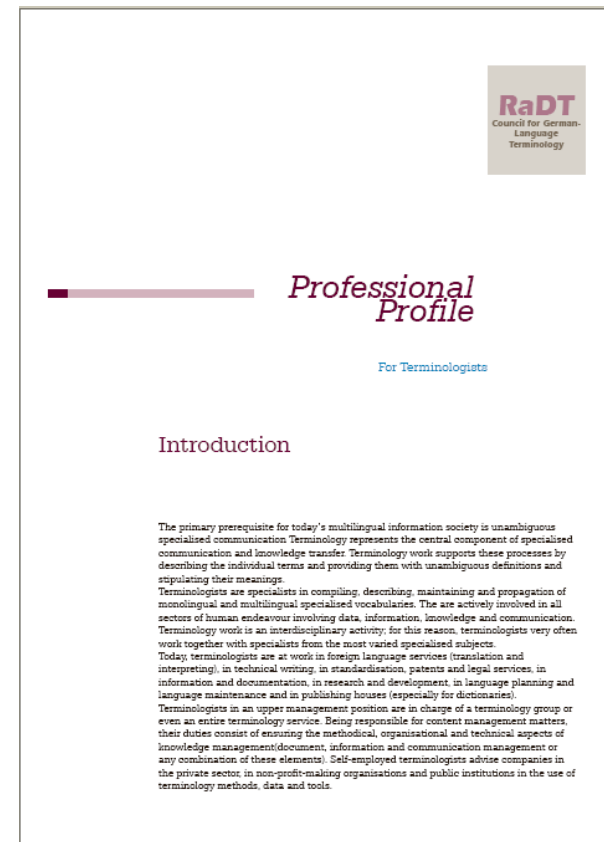 RaDT
Council for German-
Language
Terminology
Professional
Profile
For Terminologists
Introduction
The primary prerequisite for today's multilingual information society is unambiguous
specialised communication Terminology represents the central component of specialised
communication and knowledge transfer. Terminology work supports these processes by
describing the individual terms and providing them with unambiguous definitions and
stipulating their meanings.
Terminologists are specialists in compiling, describing, maintaining and propagation of
monolingual and multilingual specialised vocabularies. The are actively involved in all
sectors of human endeavour involving data, information, knowledge and communication.
Terminology work is an interdisciplinary activity; for this reason, terminologists very often
work together with specialists from the most varied specialised subjects.
Today, terminologists are at work in foreign language services (translation and
interpreting), in technical writing, in standardisation, patents and legal services, in
information and documentation, in research and development, in language planning and
language maintenance and in publishing houses (especially for dictionaries).
Terminologists in an upper management position are in charge of a terminology group or
even an entire terminology service. Being responsible for content management matters,
their duties consist of ensuring the methodical, organisational and technical aspects of
knowledge management(document, information and communication management or
any combination of these elements). Self-employed terminologists advise companies in
the private sector, in non-profit-making organisations and public institutions in the use of
terminology methods, data and tools.